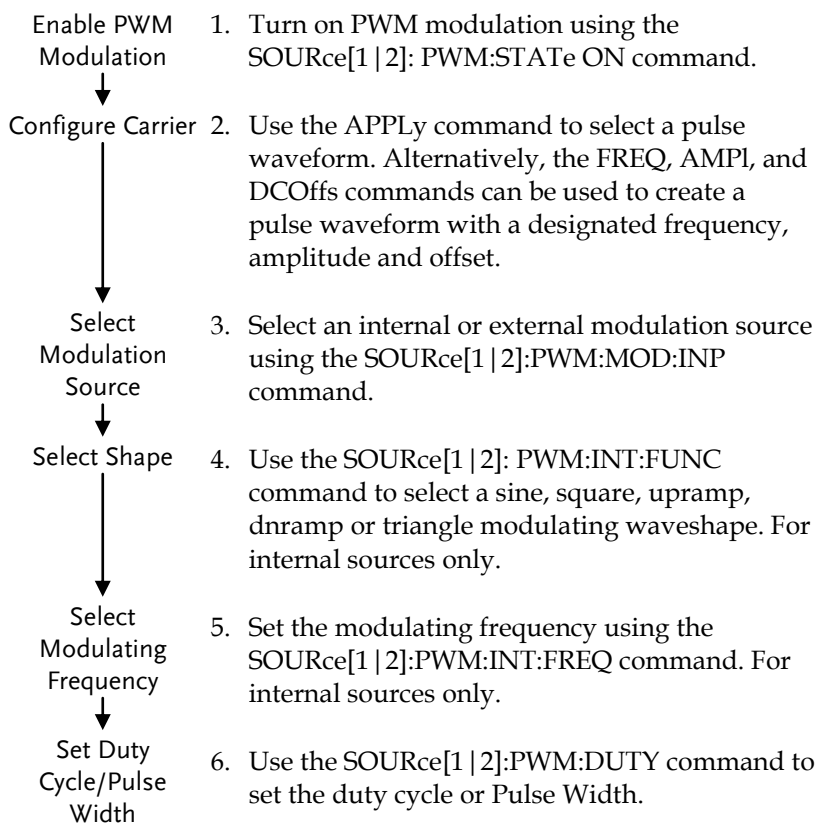 Enable PWM
Modulation
1. Turn on PWM modulation using the
SOURce[1|2]: PWM:STATe ON command.
Configure Carrier
2. Use the APPLy command to select a pulse
waveform. Alternatively, the FREQ, AMPl, and
DCOffs commands can be used to create a
pulse waveform with a designated frequency,
amplitude and offset.
Select
Modulation
Source
3. Select an internal or external modulation source
using the SOURce[1|2]:PWM:MOD:INP
command.
Select Shape
4. Use the SOURce[1|2]: PWM:INT:FUNC
command to select a sine, square, upramp,
dnramp or triangle modulating waveshape. For
internal sources only.
Select
Modulating
Frequency
5. Set the modulating frequency using the
SOURce[1|2]:PWM:INT:FREQ command. For
internal sources only.
Set Duty
Cycle/Pulse
Width
6. Use the SOURce[1|2]:PWM:DUTY command to
set the duty cycle or Pulse Width.